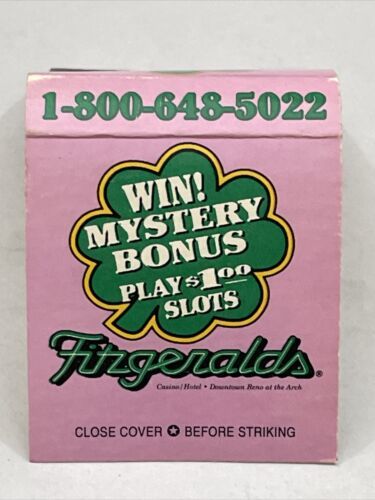 1-800-648-5022
WIN!
MYSTERY
BONUS
PLAY $1.00
SLOTS
Fitzgeralds®
Casino/Hotel • Downtown Reno at the Arch
CLOSE COVER ✪ BEFORE STRIKING